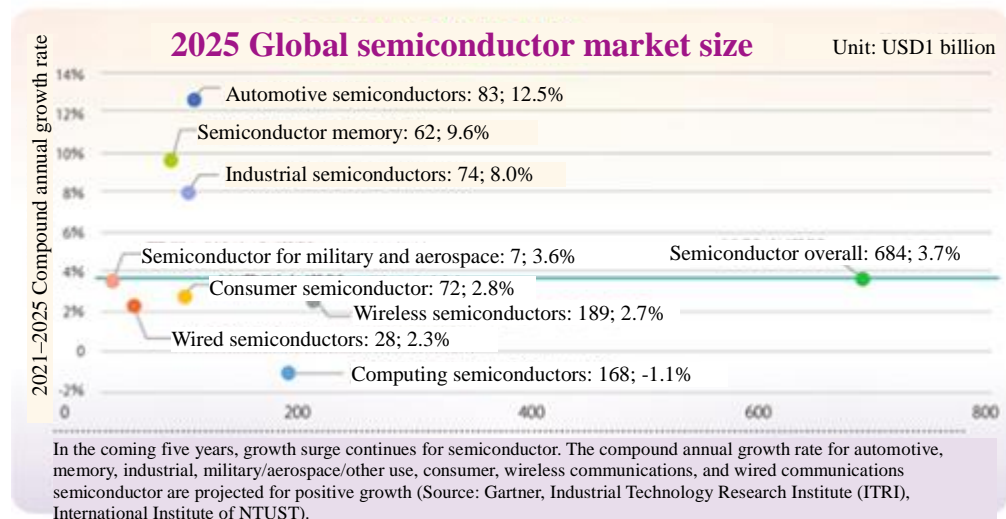 2025 Global semiconductor market size
Unit: USD1 billion
2021–2025 Compound annual growth rate
14%
12%
10%
8%
6%
4%
2%
0
-2%
Automotive semiconductors: 83; 12.5%
Semiconductor memory: 62; 9.6%
Industrial semiconductors: 74; 8.0%
Semiconductor for military and aerospace: 7; 3.6%
Semiconductor overall: 684; 3.7%
Consumer semiconductor: 72; 2.8%
Wireless semiconductors: 189; 2.7%
Wired semiconductors: 28; 2.3%
Computing semiconductors: 168; -1.1%
0 200 400 600 800
In the coming five years, growth surge continues for semiconductor. The compound annual growth rate for automotive,
memory, industrial, military/aerospace/other use, consumer, wireless communications, and wired communications
semiconductor are projected for positive growth (Source: Gartner, Industrial Technology Research Institute (ITRI),
International Institute of NTUST).